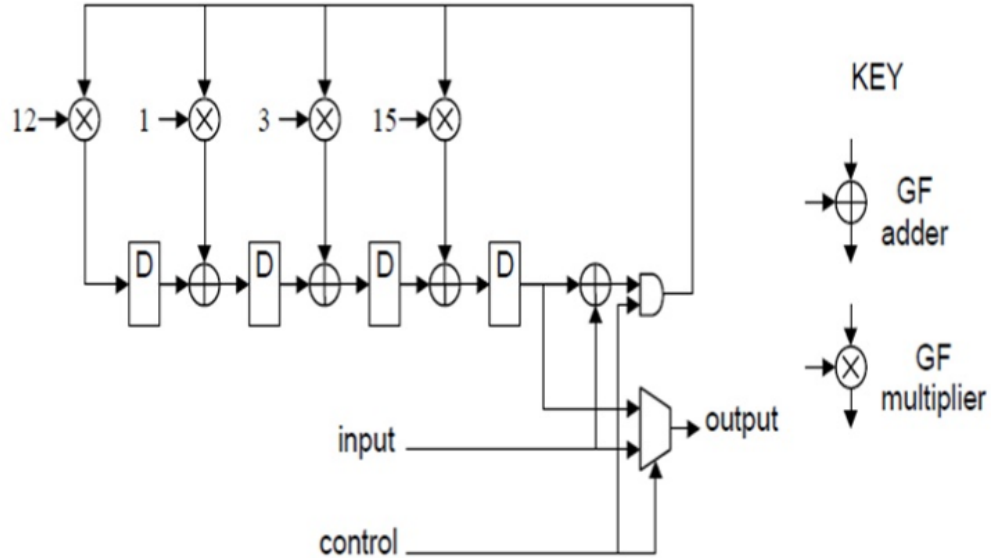 KEY
12
1
3
15
GF
adder
D
D
D
D
GF
multiplier
output
input
control